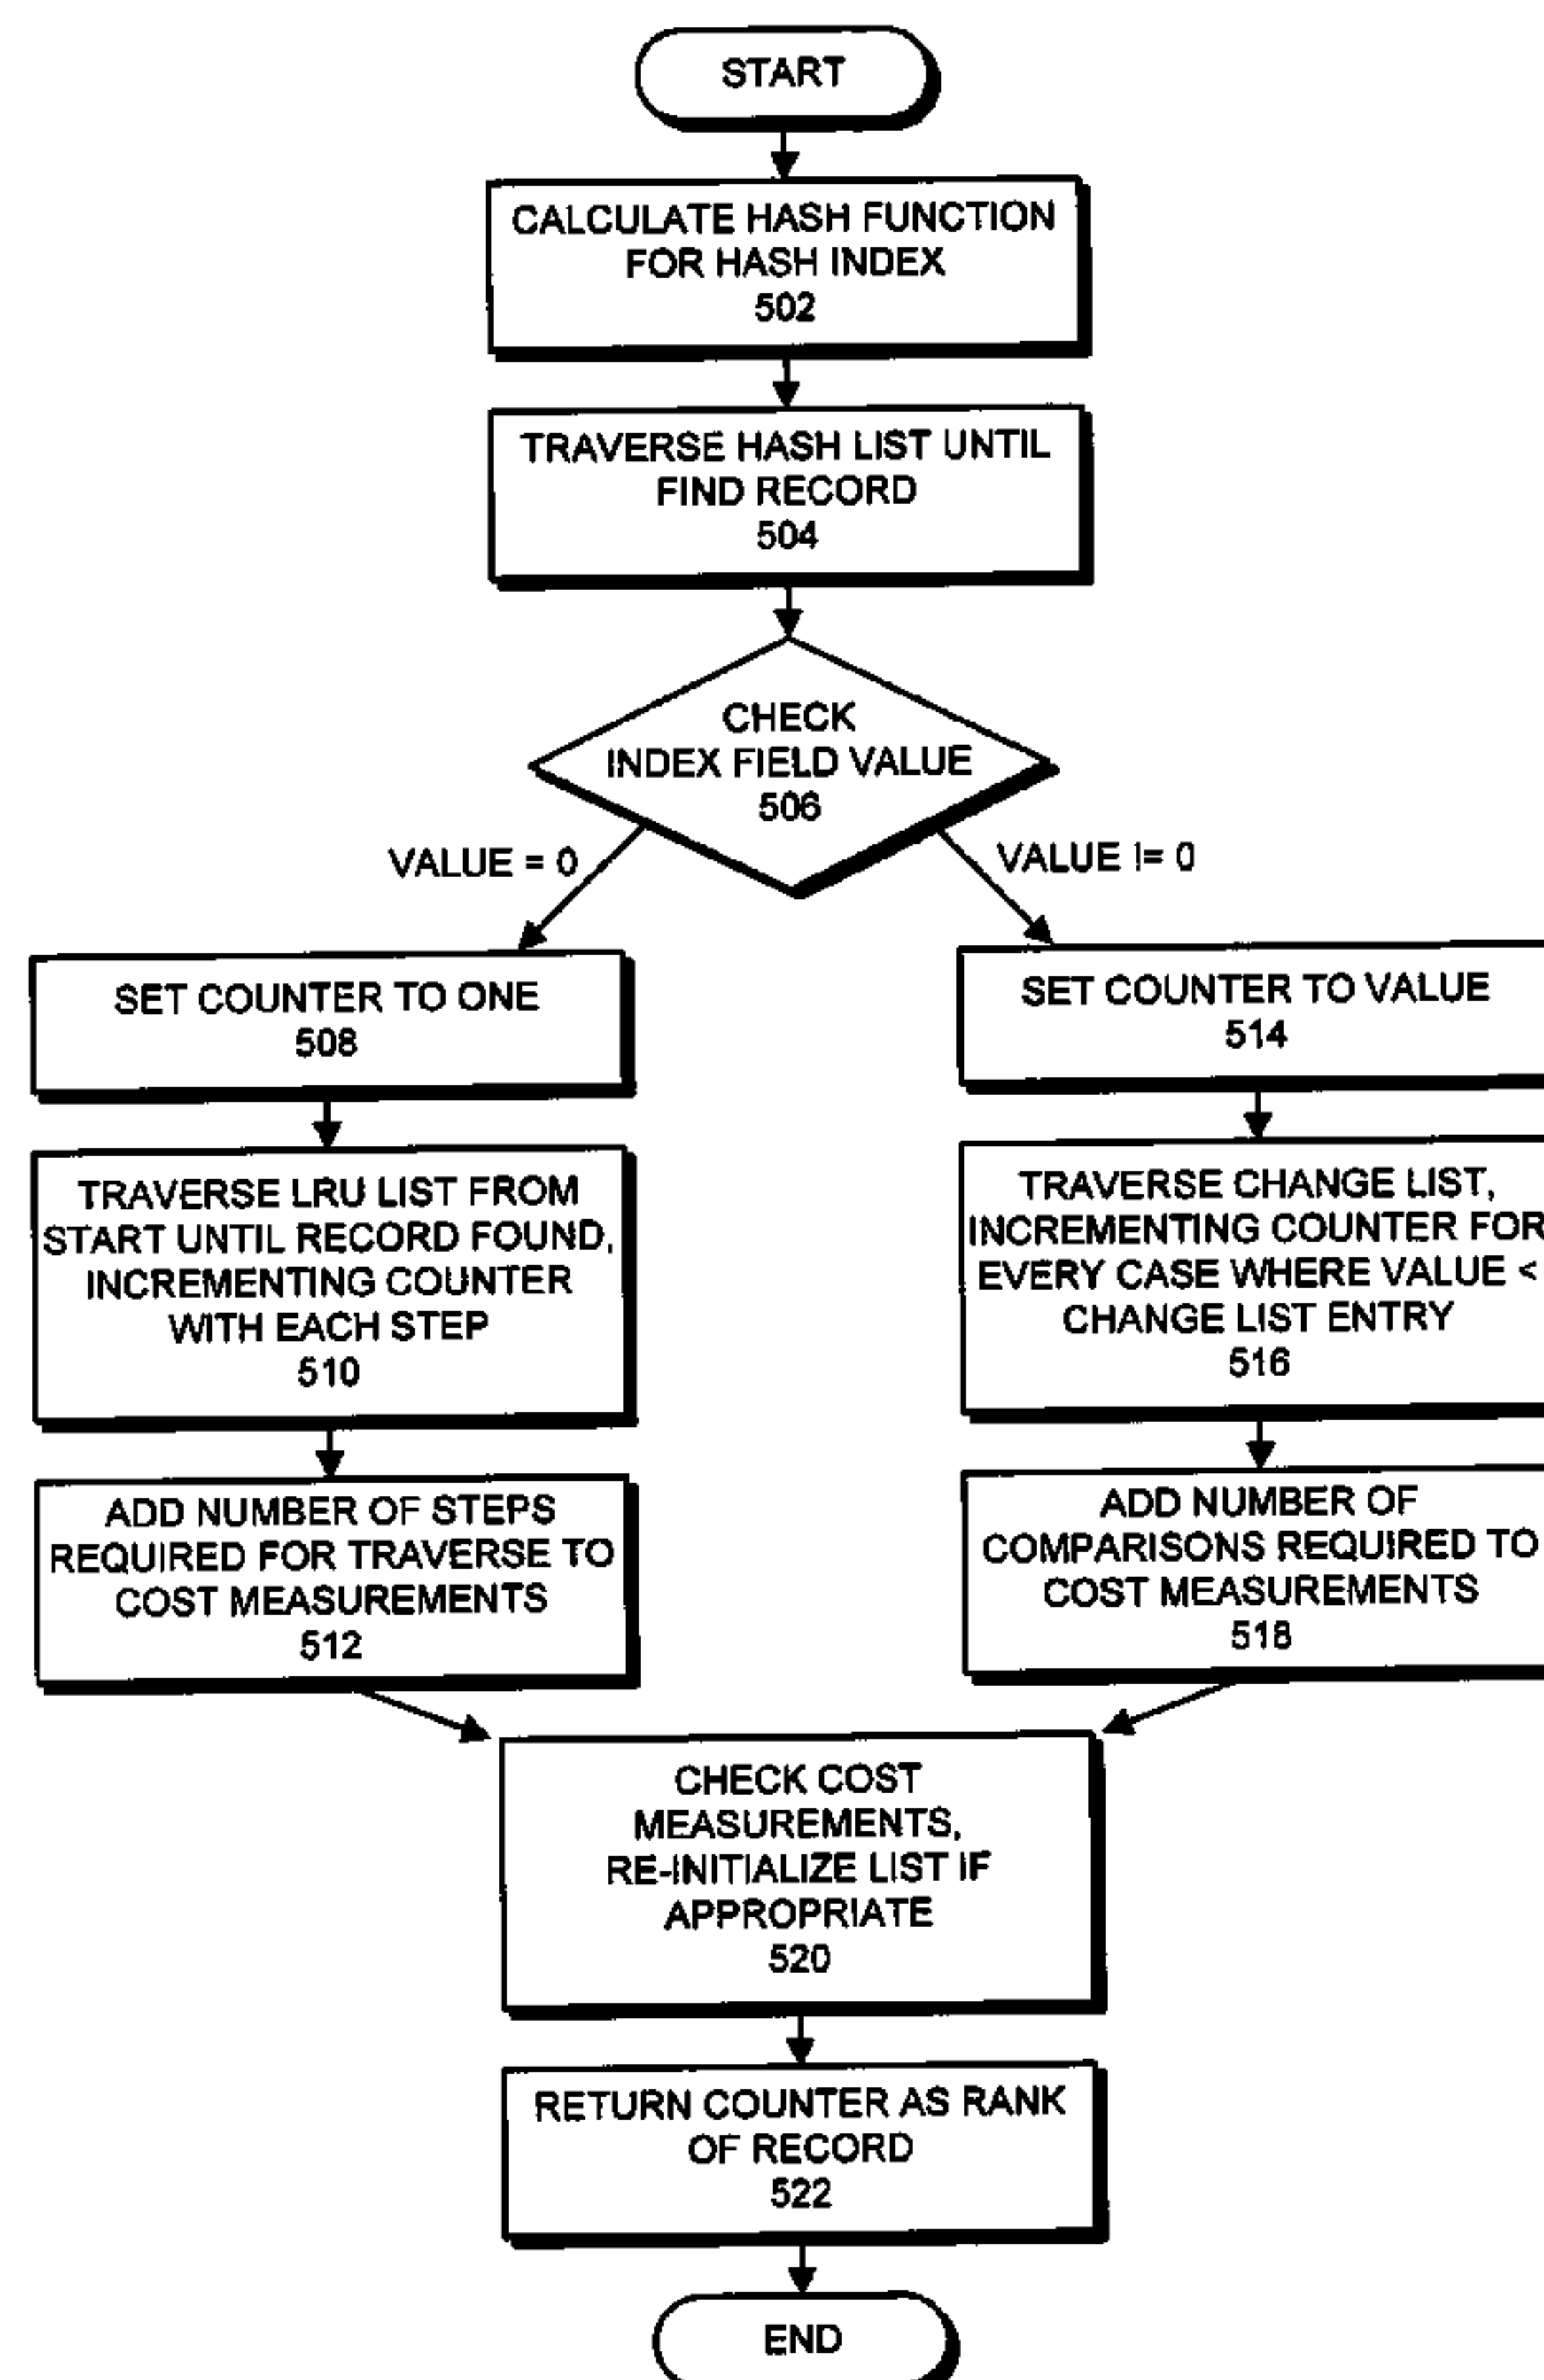 START
CALCULATE HASH FUNCTION
FOR HASH INDEX
502
TRAVERSE HASH LIST UNTIL
FIND RECORD
504
CHECK
INDEX FIELD VALUE
506
VALUE = 0
VALUE != 0
SET COUNTER TO ONE
508
TRAVERSE LRU LIST FROM
START UNTIL RECORD FOUND,
INCREMENTING COUNTER
WITH EACH STEP
510
ADD NUMBER OF STEPS
REQUIRED FOR TRAVERSE TO
COST MEASUREMENTS
512
SET COUNTER TO VALUE
514
TRAVERSE CHANGE LIST,
INCREMENTING COUNTER FOR
EVERY CASE WHERE VALUE <
CHANGE LIST ENTRY
516
ADD NUMBER OF
COMPARISONS REQUIRED TO
COST MEASUREMENTS
518
CHECK COST
MEASUREMENTS,
RE-INITIALIZE LIST IF
APPROPRIATE
520
RETURN COUNTER AS RANK
OF RECORD
522
END